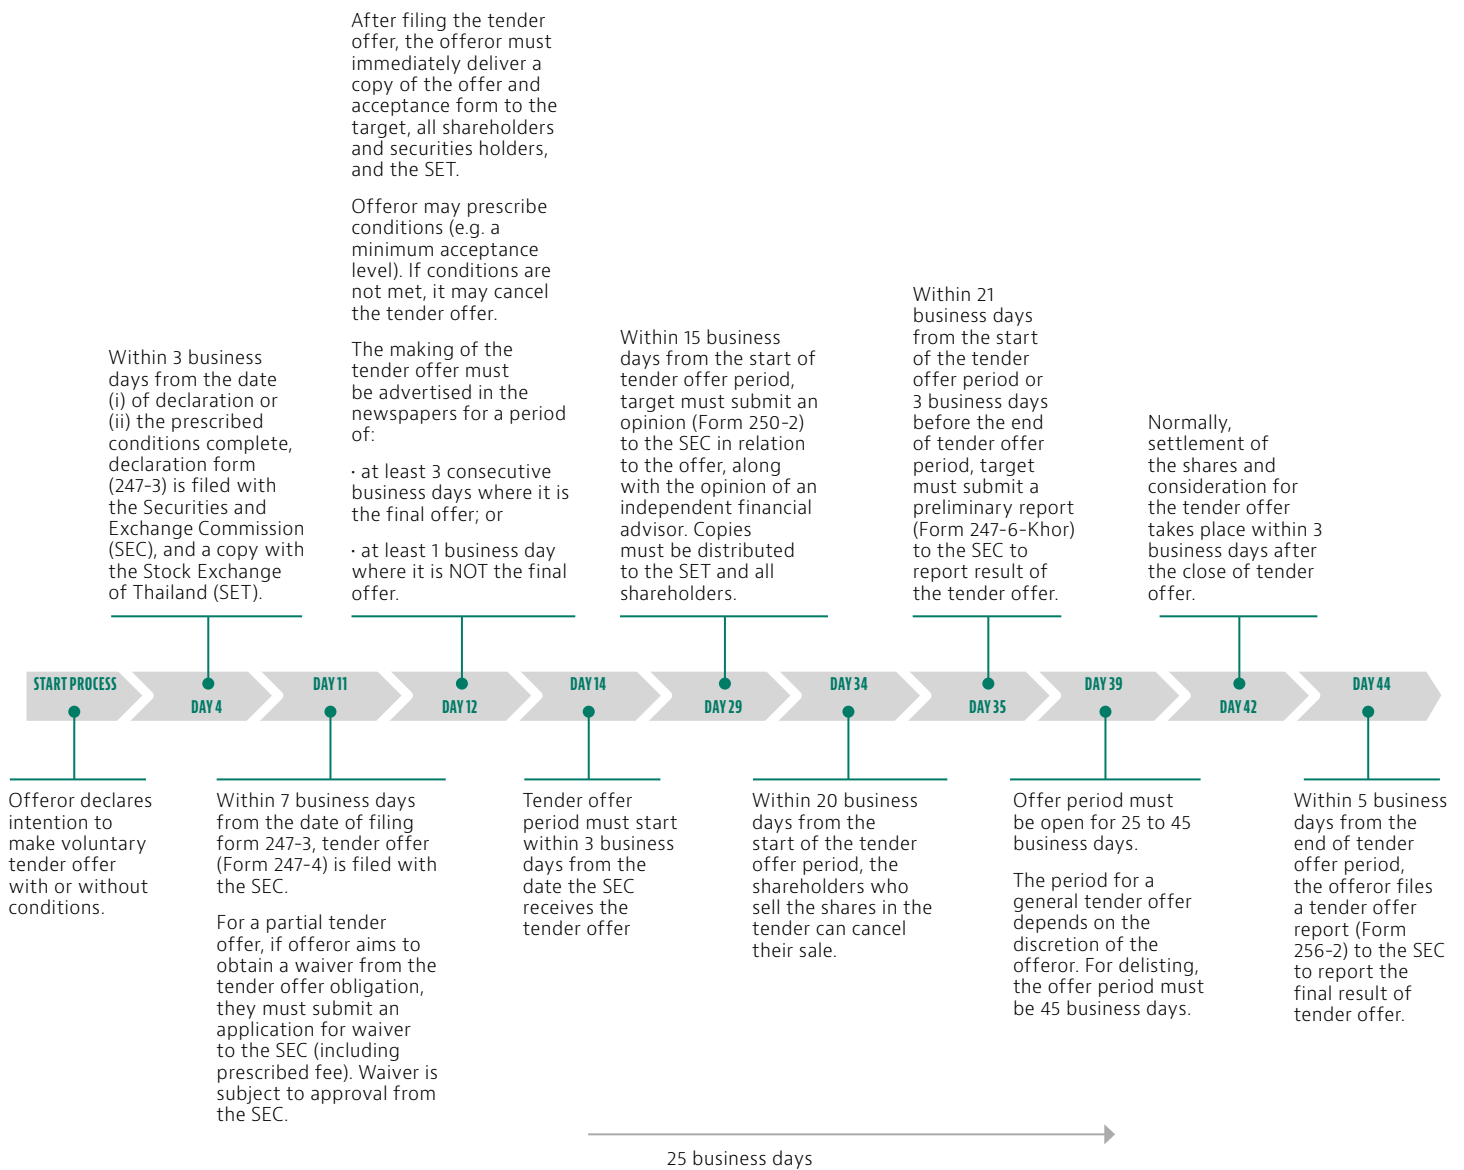 After filing the tender
offer, the offeror must
immediately deliver a
copy of the offer and
acceptance form to the
target, all shareholders
and securities holders,
and the SET.
Offeror may prescribe
conditions (e.g. a
minimum acceptance
level). If conditions are
not met, it may cancel
the tender offer.
The making of the
tender offer must
be advertised in the
newspapers for a period
of:
· at least 3 consecutive
business days where it is
the final offer; or
· at least 1 business day
where it is NOT the final
offer.
Within 3 business
days from the date
(i) of declaration or
(ii) the prescribed
conditions complete,
declaration form
(247-3) is filed with
the Securities and
Exchange Commission
(SEC), and a copy with
the Stock Exchange
of Thailand (SET).
Within 15 business
days from the start of
tender offer period,
target must submit an
opinion (Form 250-2)
to the SEC in relation
to the offer, along
with the opinion of an
independent financial
advisor. Copies
must be distributed
to the SET and all
shareholders.
Within 21
business days
from the start
of the tender
offer period or
3 business days
before the end
of tender offer
period, target
must submit a
preliminary report
(Form 247-6-Khor)
to the SEC to
report result of
the tender offer.
Normally,
settlement of
the shares and
consideration for
the tender offer
takes place within 3
business days after
the close of tender
offer.
START PROCESS
DAY 4
DAY 11
DAY 12
DAY 14
DAY 29
DAY 34
DAY 35
DAY 39
DAY 42
DAY 44
Offeror declares
intention to
make voluntary
tender offer
with or without
conditions.
Within 7 business days
from the date of filing
form 247-3, tender offer
(Form 247-4) is filed with
the SEC.
For a partial tender
offer, if offeror aims to
obtain a waiver from the
tender offer obligation,
they must submit an
application for waiver
to the SEC (including
prescribed fee). Waiver is
subject to approval from
the SEC.
Tender offer
period must start
within 3 business
days from the
date the SEC
receives the
tender offer
Within 20 business
days from the
start of the tender
offer period, the
shareholders who
sell the shares in the
tender can cancel
their sale.
Offer period must
be open for 25 to 45
business days.
The period for a
general tender offer
depends on the
discretion of the
offeror. For delisting,
the offer period must
be 45 business days.
Within 5 business
days from the
end of tender
offer period,
the offeror files
a tender offer
report (Form
256-2) to the SEC
to report the
final result of
tender offer.
25 business days